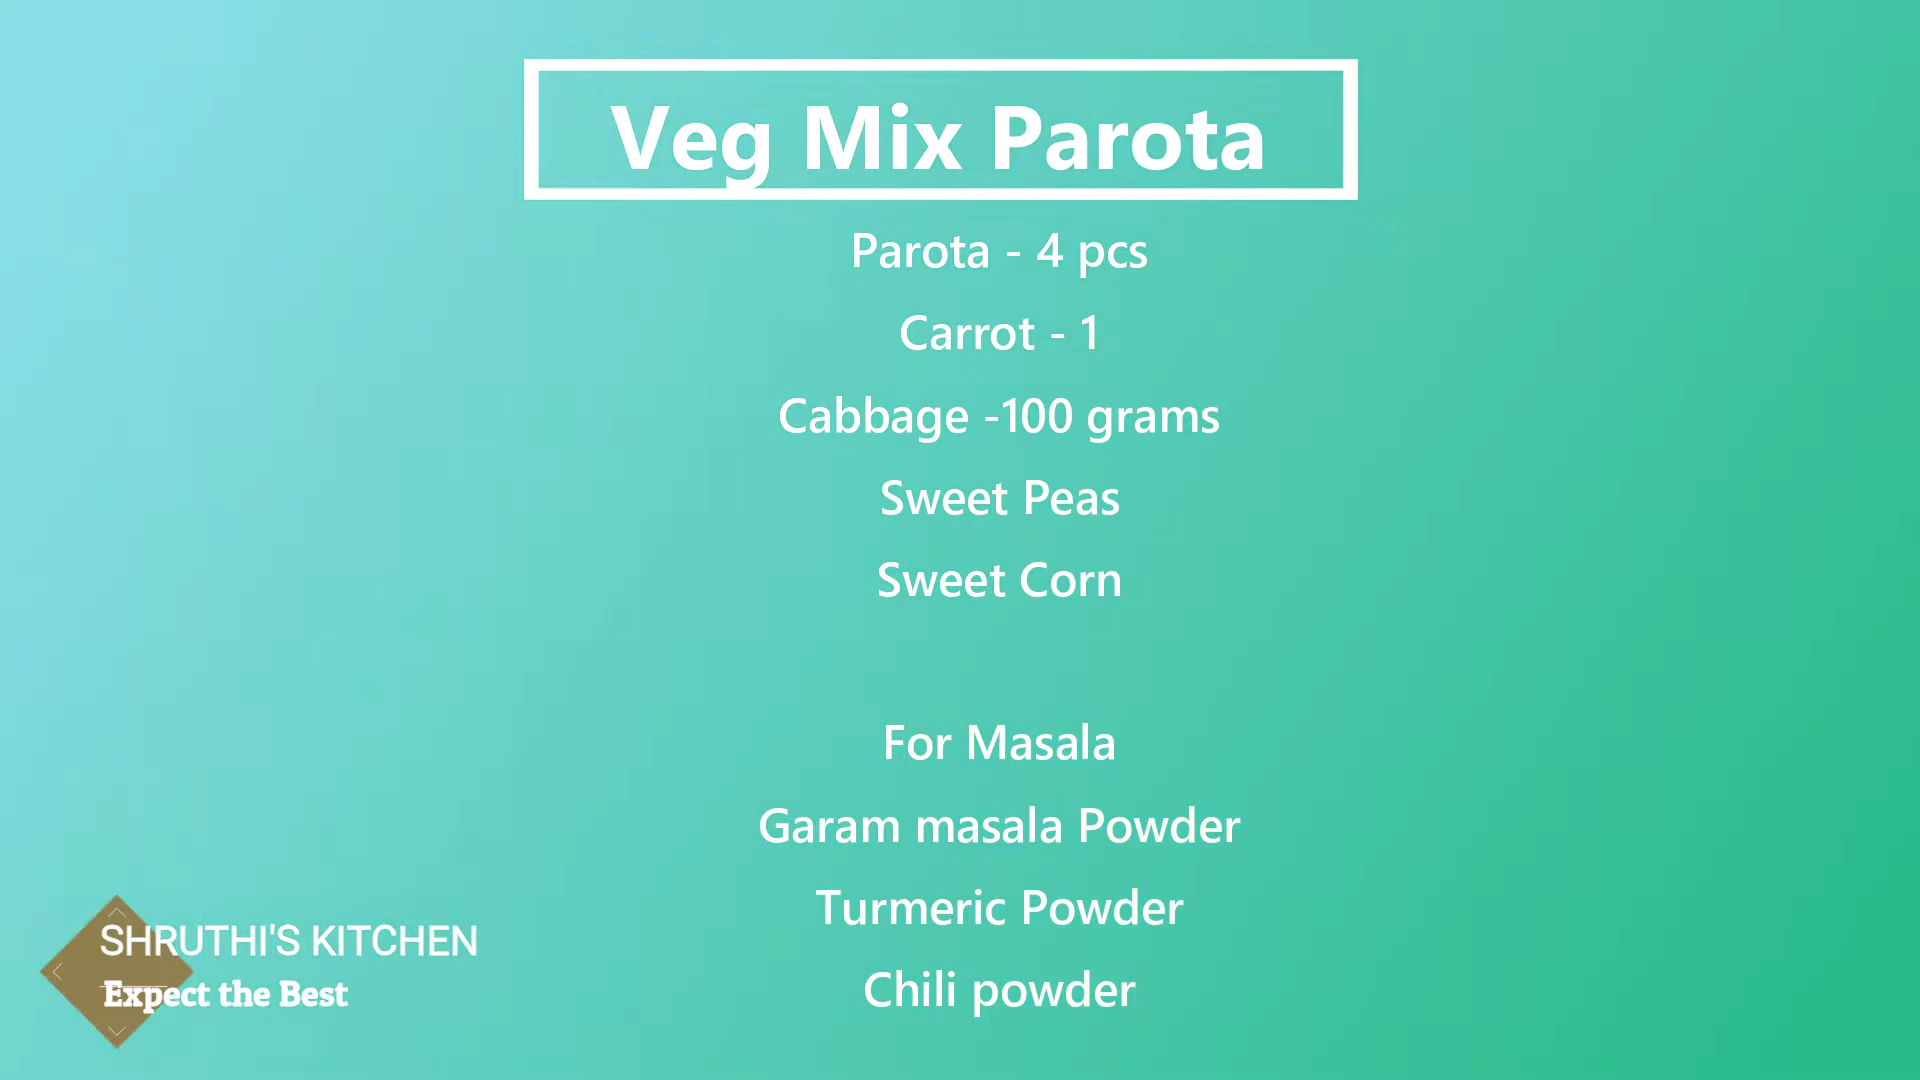 Veg Mix Parota
Parota - 4 pcs
Carrot - 1
Cabbage -100 grams
Sweet Peas
Sweet Corn
For Masala
Garam masala Powder
Turmeric Powder
Chili powder
SHRUTHI'S KITCHEN
Expect the Best